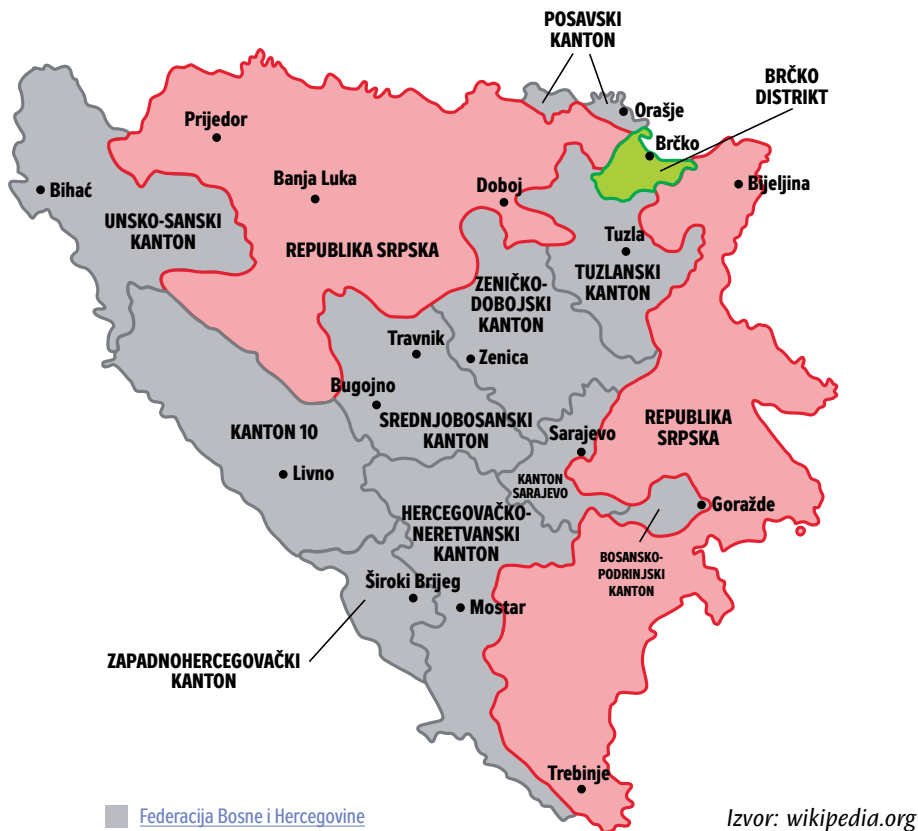 POSAVSKI
KANTON
BRČKO
DISTRIKT
Orašje
Prijedor
Brčko
Banja Luka
Doboj
Bijeljina
Bihać
UNSKO-SANSKI
KANTON
Tuzla
REPUBLIKA SRPSKA
TUZLANSKI
KANTON
ZENIČKO-
DOBOJSKI
KANTON
Travnik
Zenica
Bugojno
KANTON 10
SREDNJOBOSANSKI
KANTON
Sarajevo
REPUBLIKA
SRPSKA
Livno
KANTON
SARAJEVO
Goražde
HERCEGOVAČKO-
NERETVANSKI
KANTON
BOSANSKO-
PODRINJSKI
KANTON
Široki Brijeg
Mostar
ZAPADNOHERCEGOVAČKI
KANTON
Trebinje
Federacija Bosne i Hercegovine
Izvor: wikipedia.org